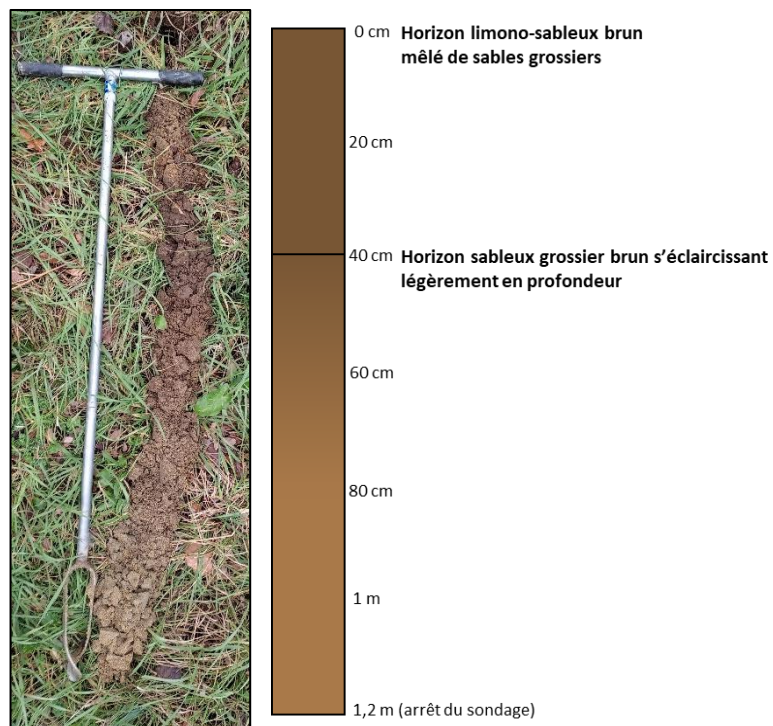 0 cm Horizon limono-sableux brun
mêlé de sables grossiers
20 cm
40 cm Horizon sableux grossier brun s’éclaircissant
légèrement en profondeur
60 cm
80 cm
1 m
1,2 m (arrêt du sondage)